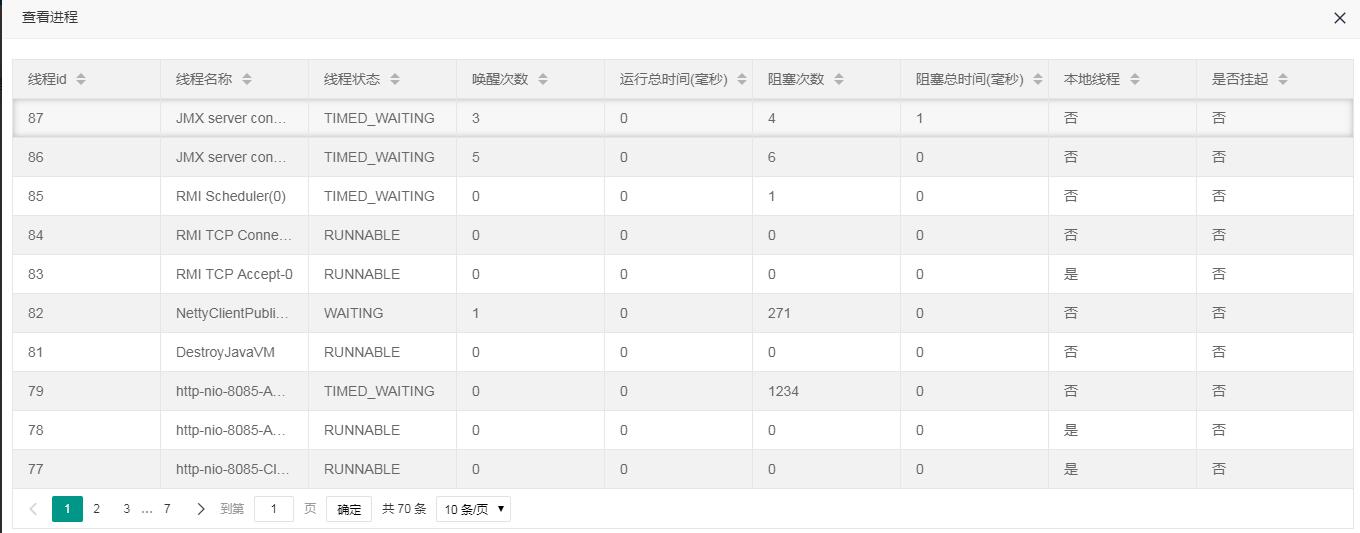 查看进程
线程id 线程名称 线程状态 唤醒次数 运行总时间(毫秒) 阻塞次数 阻塞总时间(毫秒) 本地线程 是否挂起
87 JMX server con... TIMED_WAITING 3 0 4 1 否 否
86 JMX server con... TIMED_WAITING 5 0 6 0 否 否
85 RMI Scheduler(0) TIMED_WAITING 0 0 1 0 否 否
84 RMI TCP Conne... RUNNABLE 0 0 0 0 否 否
83 RMI TCP Accept-0 RUNNABLE 0 0 0 0 是 否
82 NettyClientPubli... WAITING 1 0 271 0 否 否
81 DestroyJavaVM RUNNABLE 0 0 0 0 否 否
79 http-nio-8085-A... TIMED_WAITING 0 0 1234 0 否 否
78 http-nio-8085-A... RUNNABLE 0 0 0 0 是 否
77 http-nio-8085-Cl... RUNNABLE 0 0 0 0 是 否
1 2 3 ... 7 到第 1 页 确定 共 70 条 10 条/页